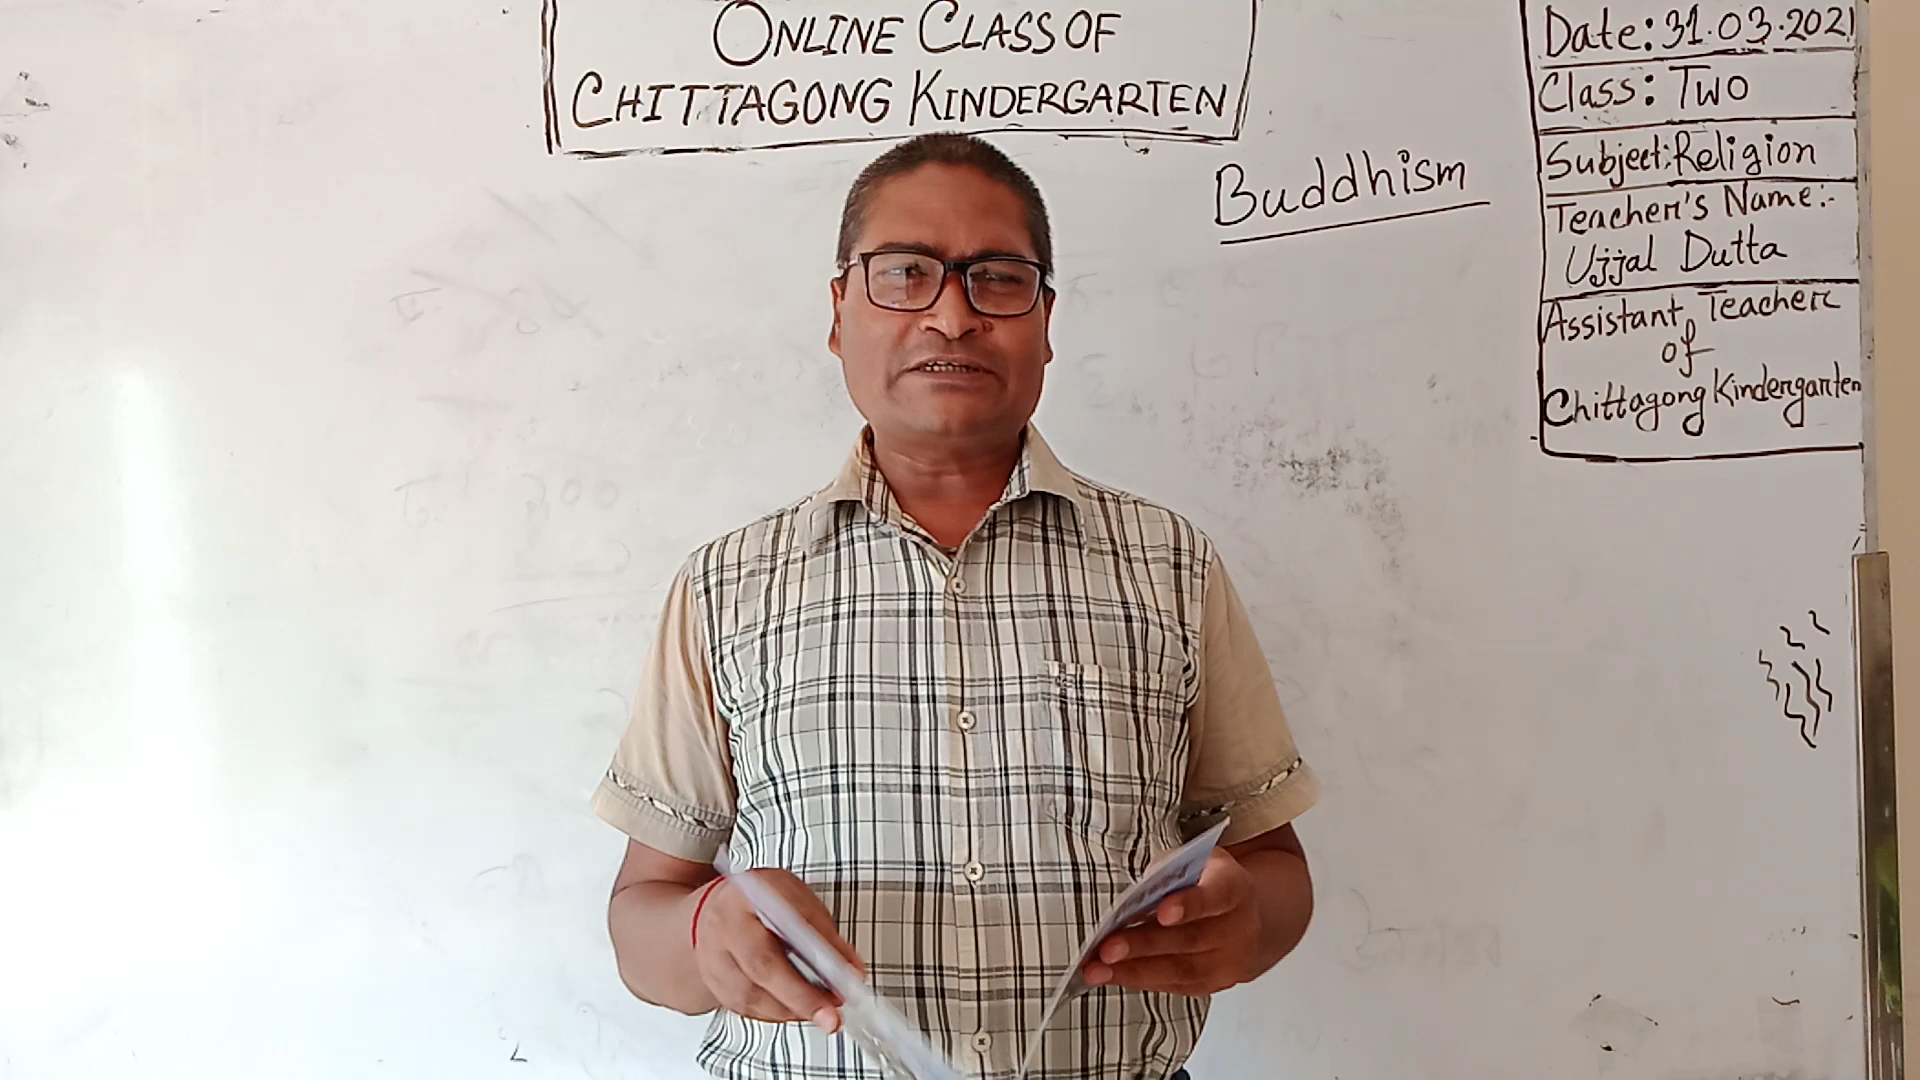 ONLINE CLASS OF
CHITTAGONG KINDERGARTEN
Buddhism
Date: 31.03.2021
Class: Two
Subject: Religion
Teacher's Name:-
Ujjal Dutta
Assistant Teacher
of
Chittagong Kindergarten